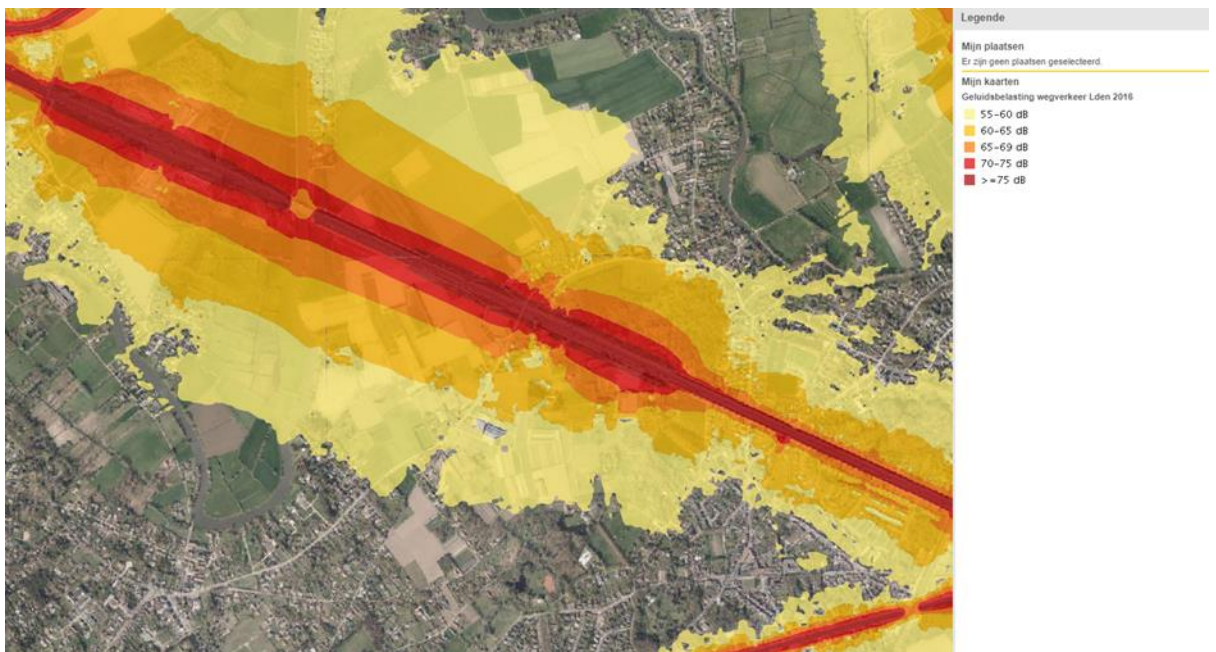 Legende
Mijn plaatsen
Er zijn geen plaatsen geselecteerd.
Mijn kaarten
Geluidsbelasting wegverkeer Lden 2016
55-60 dB
60-65 dB
65-69 dB
70-75 dB
>=75 dB